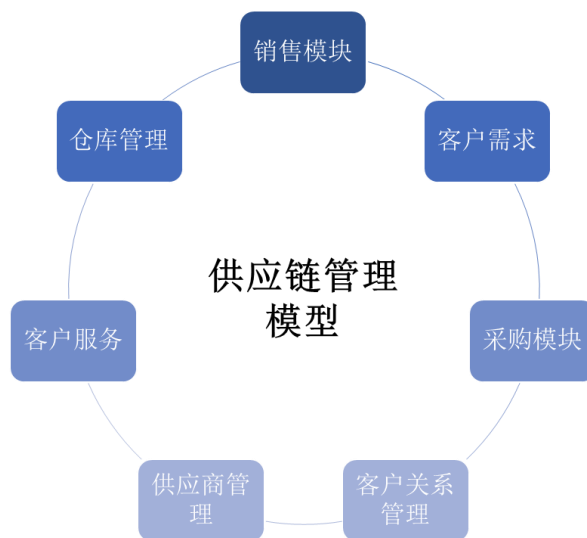 销售模块
仓库管理
客户需求
供应链管理
模型
客户服务
采购模块
供应商管
理
客户关系
管理